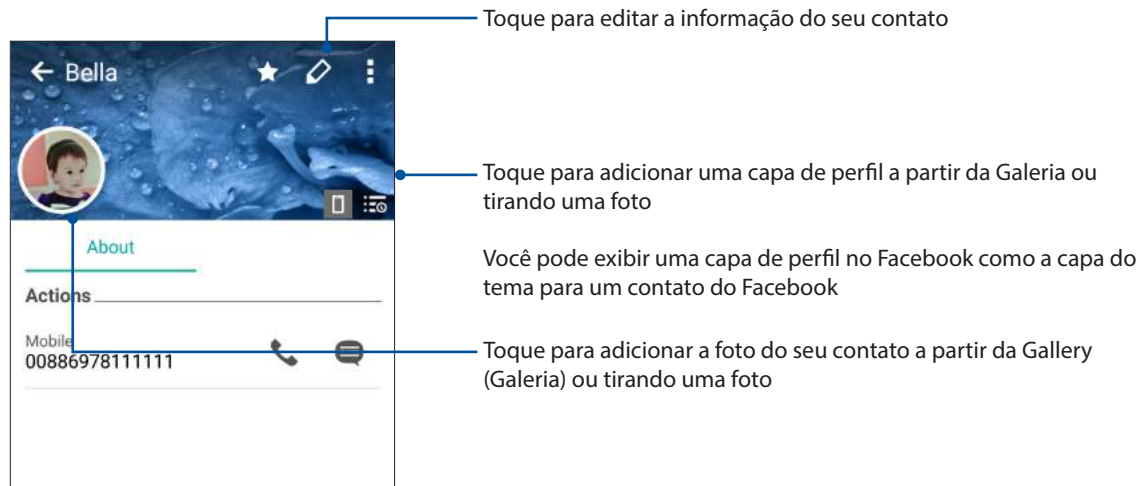 Toque para editar a informação do seu contato
Bella
Toque para adicionar uma capa de perfil a partir da Galeria ou
tirando uma foto
About
Você pode exibir uma capa de perfil no Facebook como a capa do
tema para um contato do Facebook
Actions
Mobile
00886978111111
Toque para adicionar a foto do seu contato a partir da Gallery
(Galeria) ou tirando uma foto